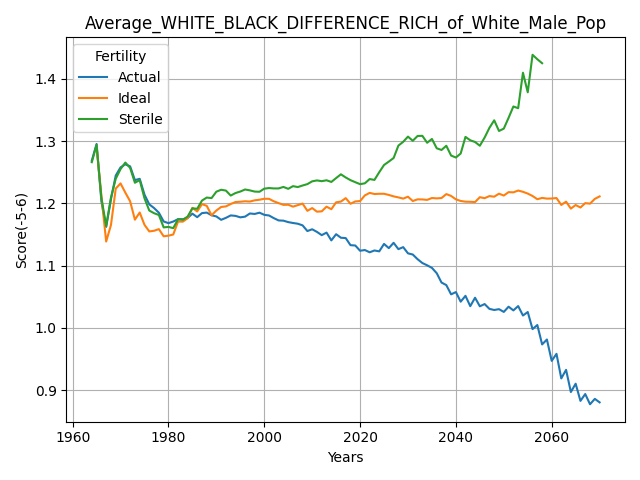 Average_WHITE_BLACK_DIFFERENCE_RICH_of_White_Male_Pop
Fertility
Actual
Ideal
Sterile
Score(-5-6)
1.4
1.3
1.2
1.1
1.0
0.9
1960 1980 2000 2020 2040 2060
Years